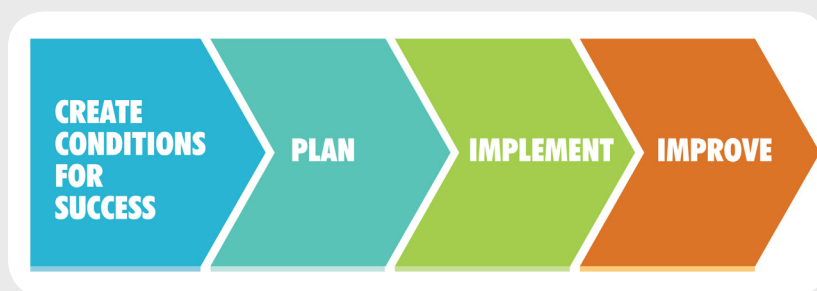 CREATE
CONDITIONS
FOR
SUCCESS
PLAN
IMPLEMENT
IMPROVE